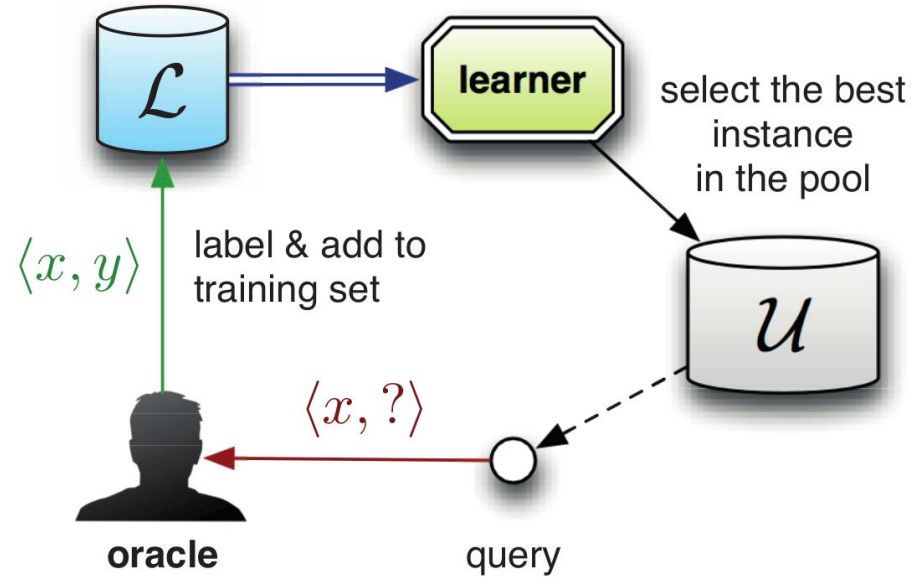 ℒ
learner
select the best
instance
in the pool
⟨x, y⟩
label & add to
training set
𝒰
⟨x, ?⟩
oracle
query